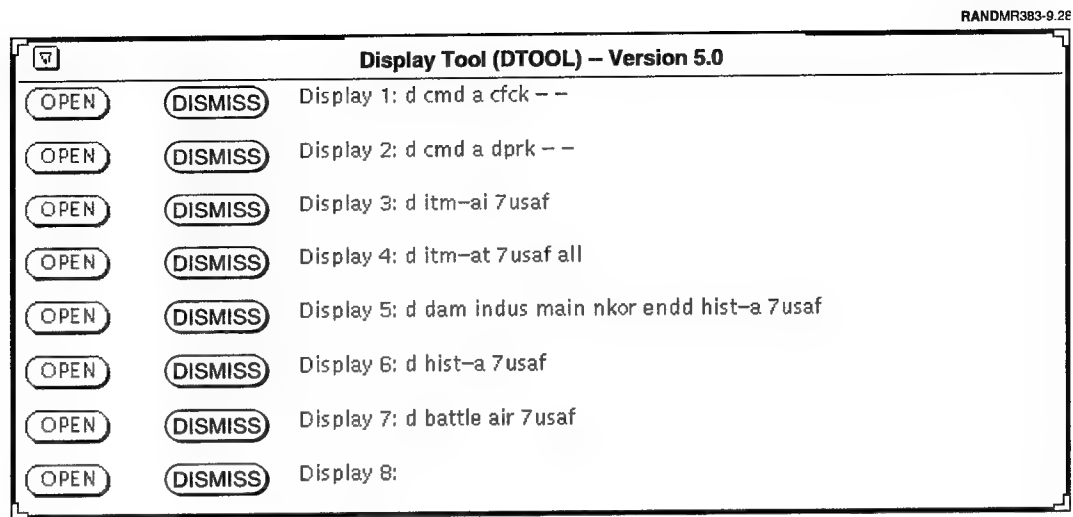 RANDMR383-9.28
Display Tool (DTOOL) – Version 5.0
OPEN DISMISS Display 1: d cmd a cfck – –
OPEN DISMISS Display 2: d cmd a dprk – –
OPEN DISMISS Display 3: d itm–ai 7usaf
OPEN DISMISS Display 4: d itm–at 7usaf all
OPEN DISMISS Display 5: d dam indus main nkor endd hist–a 7usaf
OPEN DISMISS Display 6: d hist–a 7usaf
OPEN DISMISS Display 7: d battle air 7usaf
OPEN DISMISS Display 8: